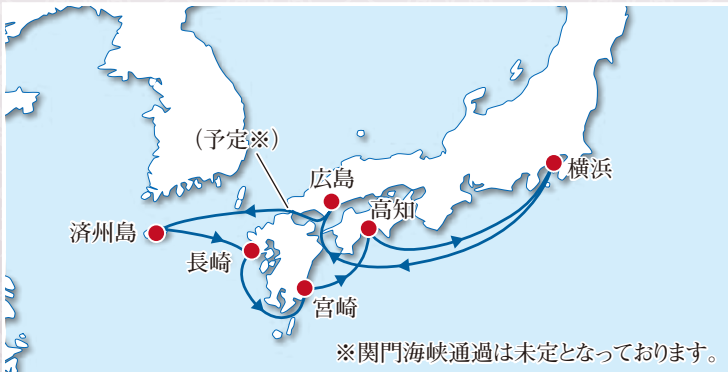 （予定※）
広島
横浜
高知
済州島
長崎
宮崎
※関門海峡通過は未定となっております。